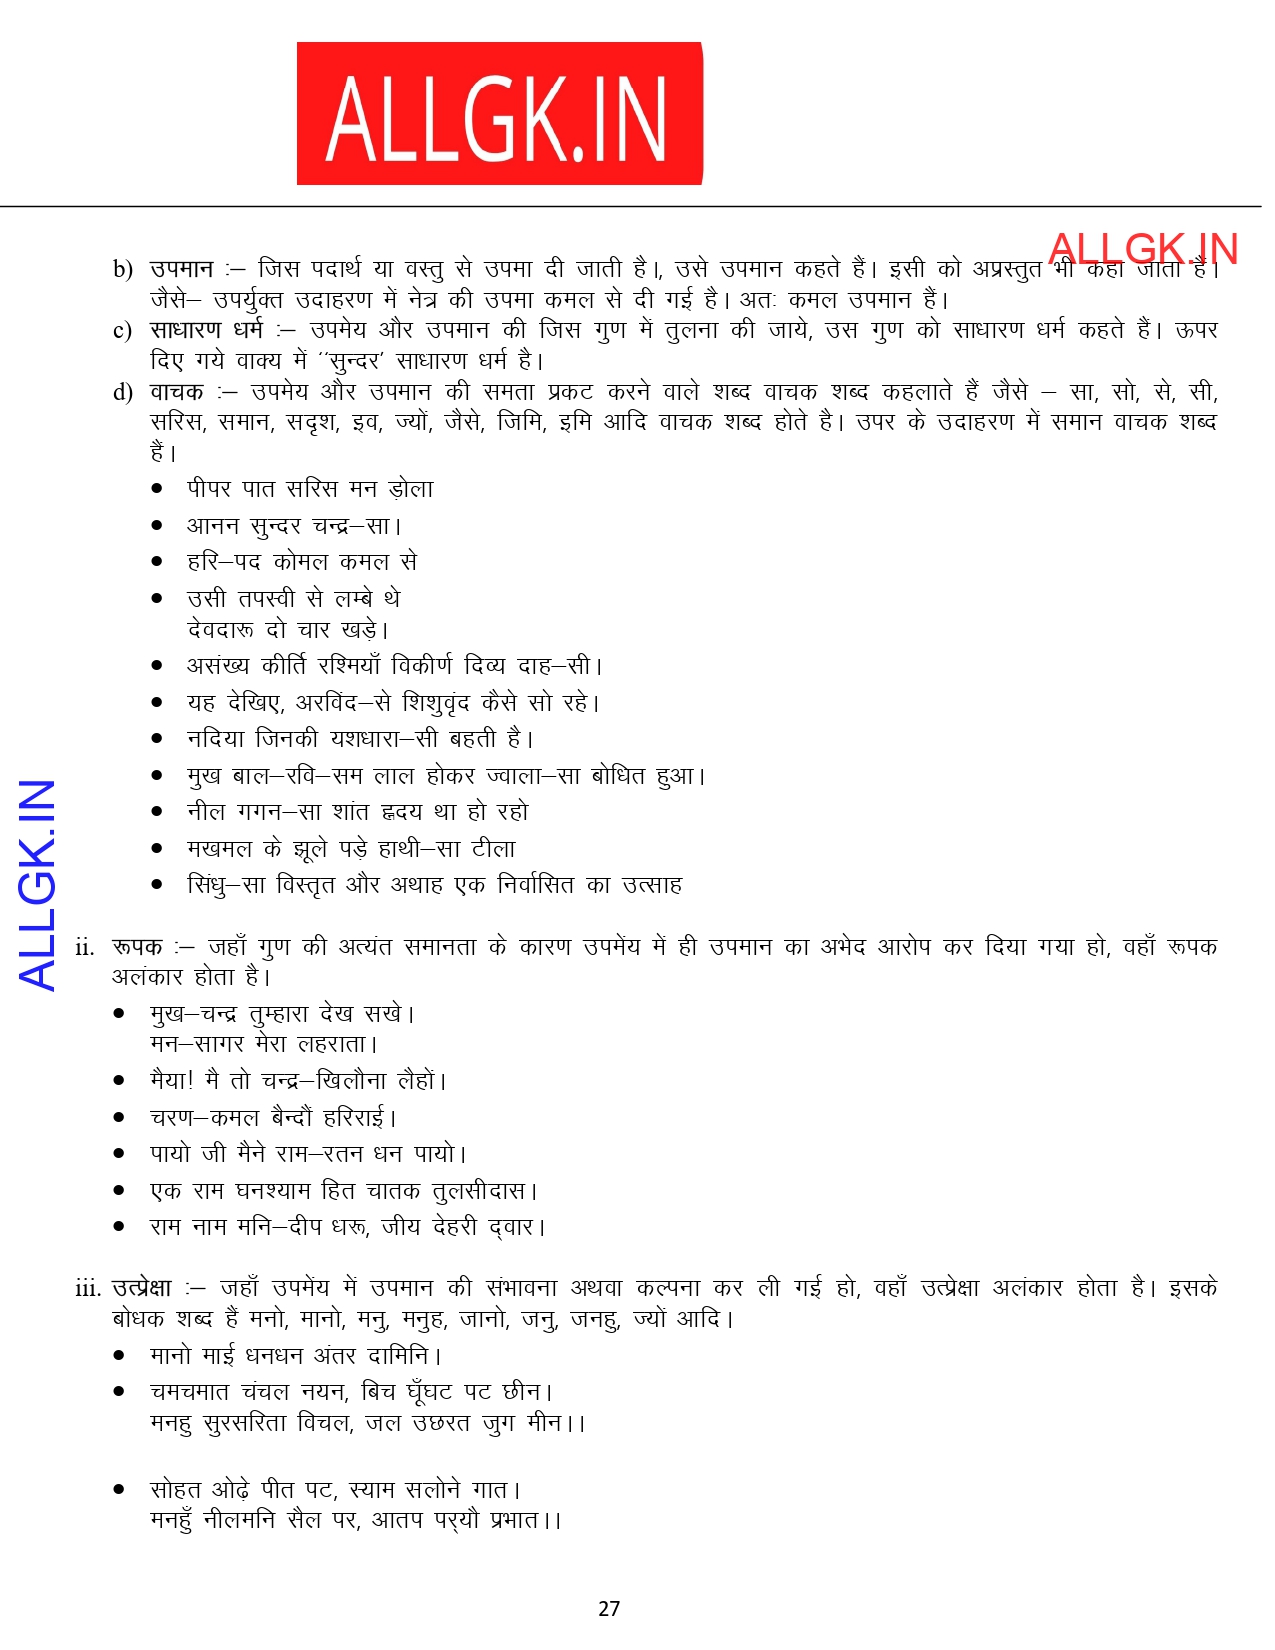 ALLGK.IN
ALLGK.IN
b) उपमान :– जिस पदार्थ या वस्तु से उपमा दी जाती है।, उसे उपमान कहते हैं। इसी को अप्रस्तुत भी कहा जाता हैं।
जैसे– उपर्युक्त उदाहरण में नेत्र की उपमा कमल से दी गई है। अतः कमल उपमान हैं।
c) साधारण धर्म :– उपमेय और उपमान की जिस गुण में तुलना की जाये, उस गुण को साधारण धर्म कहते हैं। ऊपर
दिए गये वाक्य में ‘‘सुन्दर’ साधारण धर्म है।
d) वाचक :– उपमेय और उपमान की समता प्रकट करने वाले शब्द वाचक शब्द कहलाते हैं जैसे – सा, सो, से, सी,
सरिस, समान, सदृश, इव, ज्यों, जैसे, जिमि, इमि आदि वाचक शब्द होते है। उपर के उदाहरण में समान वाचक शब्द
हैं।
• पीपर पात सरिस मन ड़ोला
• आनन सुन्दर चन्द्र–सा।
• हरि–पद कोमल कमल से
• उसी तपस्वी से लम्बे थे
देवदारू दो चार खड़े।
• असंख्य कीर्ति रश्मियाँ विकीर्ण दिव्य दाह–सी।
• यह देखिए, अरविंद–से शिशुवृंद कैसे सो रहे।
• नदिया जिनकी यशधारा–सी बहती है।
• मुख बाल–रवि–सम लाल होकर ज्वाला–सा बोधित हुआ।
• नील गगन–सा शांत हृदय था हो रहो
• मखमल के झूले पड़े हाथी–सा टीला
• सिंधु–सा विस्तृत और अथाह एक निर्वासित का उत्साह
ALLGK.IN
ii. रूपक :– जहाँ गुण की अत्यंत समानता के कारण उपमेंय में ही उपमान का अभेद आरोप कर दिया गया हो, वहाँ रूपक
अलंकार होता है।
• मुख–चन्द्र तुम्हारा देख सखे।
मन–सागर मेरा लहराता।
• मैया! मै तो चन्द्र–खिलौना लैहों।
• चरण–कमल बैन्दौं हरिराई।
• पायो जी मैने राम–रतन धन पायो।
• एक राम घनश्याम हित चातक तुलसीदास।
• राम नाम मनि–दीप धरू, जीय देहरी द्वार।
iii. उत्प्रेक्षा :– जहाँ उपमेंय में उपमान की संभावना अथवा कल्पना कर ली गई हो, वहाँ उत्प्रेक्षा अलंकार होता है। इसके
बोधक शब्द हैं मनो, मानो, मनु, मनुह, जानो, जनु, जनहु, ज्यों आदि।
• मानो माई धनधन अंतर दामिनि।
• चमचमात चंचल नयन, बिच घूँघट पट छीन।
मनहु सुरसरिता विचल, जल उछरत जुग मीन।।
• सोहत ओढ़े पीत पट, स्याम सलोने गात।
मनहुँ नीलमनि सैल पर, आतप पर्‌यौ प्रभात।।
27